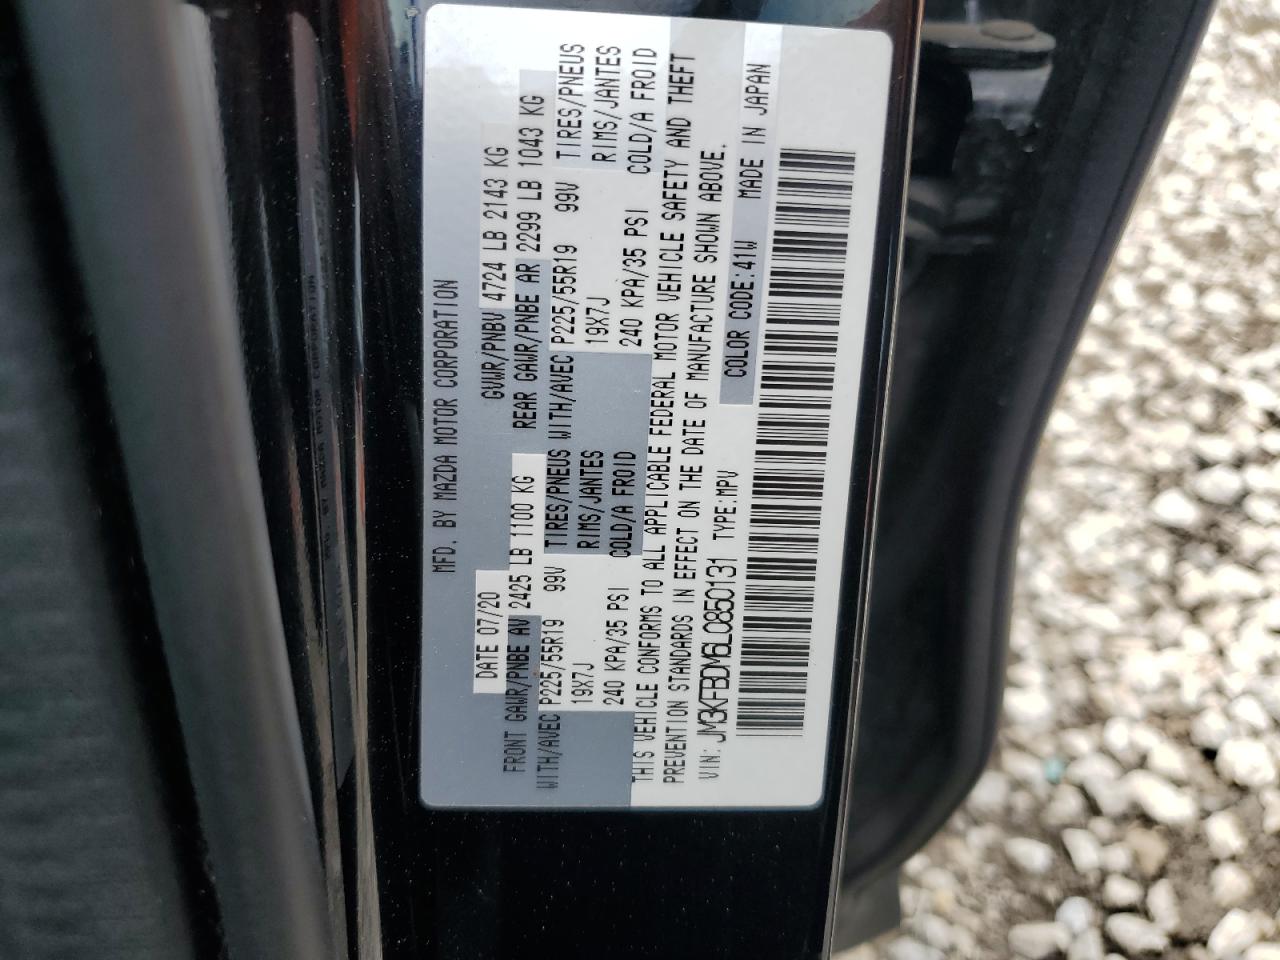 MFD. BY MAZDA MOTOR CORPORATION
DATE 07/20 GVWR/PNBV 4724 LB 2143 KG
FRONT GAWR/PNBE AV 2425 LB 1100 KG REAR GAWR/PNBE AR 2299 LB 1043 KG
WITH/AVEC P225/55R19 99V TIRES/PNEUS WITH/AVEC P225/55R19 99V TIRES/PNEUS
19X7J RIMS/JANTES 19X7J RIMS/JANTES
240 KPA/35 PSI COLD/A FROID 240 KPA/35 PSI COLD/A FROID
THIS VEHICLE CONFORMS TO ALL APPLICABLE FEDERAL MOTOR VEHICLE SAFETY AND THEFT
PREVENTION STANDARDS IN EFFECT ON THE DATE OF MANUFACTURE SHOWN ABOVE.
VIN: JM3KFBDM6L0850131 TYPE:MPV COLOR CODE:41W MADE IN JAPAN